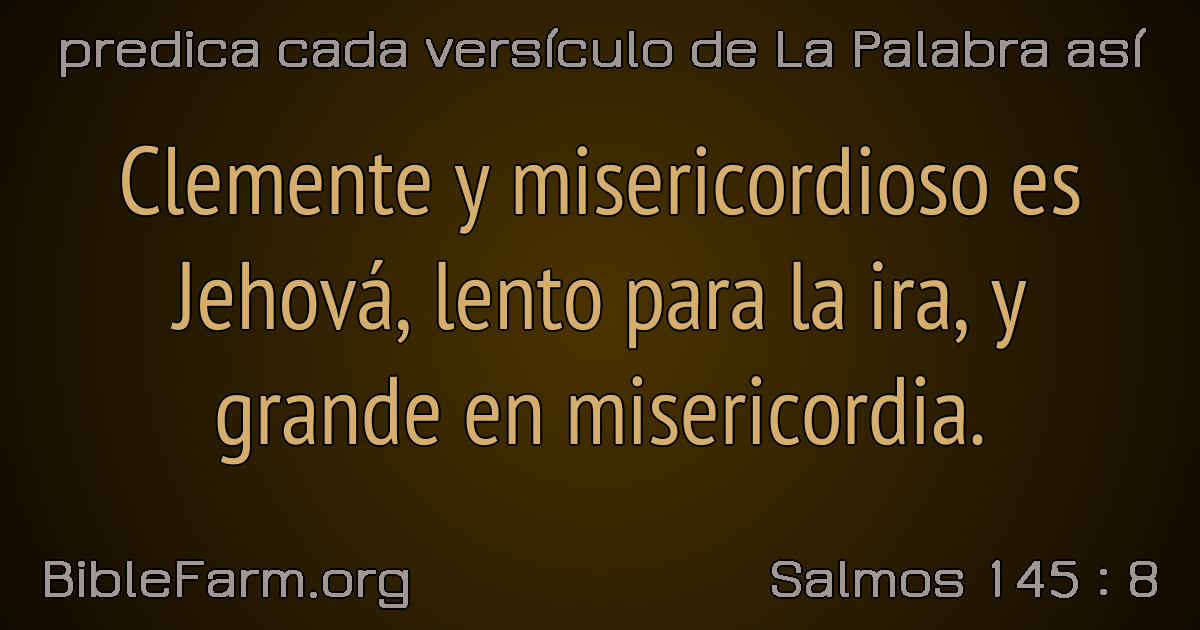 predica cada versículo de La Palabra así
Clemente y misericordioso es
Jehová, lento para la ira, y
grande en misericordia.
BibleFarm.org
Salmos 145 : 8